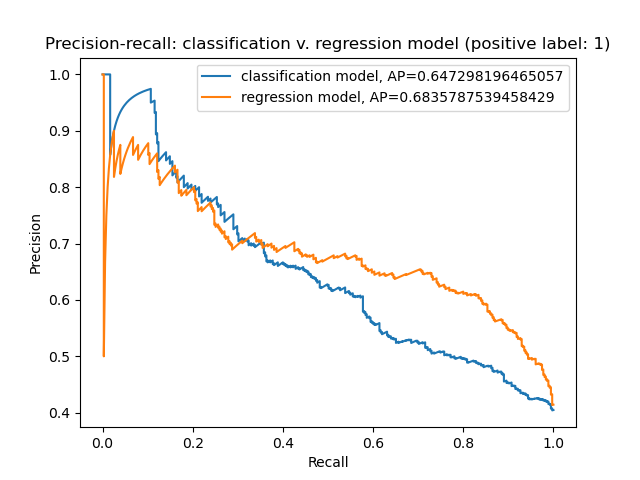 Precision-recall: classification v. regression model (positive label: 1)
classification model, AP=0.647298196465057
regression model, AP=0.6835787539458429
1.0
0.9
0.8
0.7
0.6
0.5
0.4
Precision
0.0 0.2 0.4 0.6 0.8 1.0
Recall